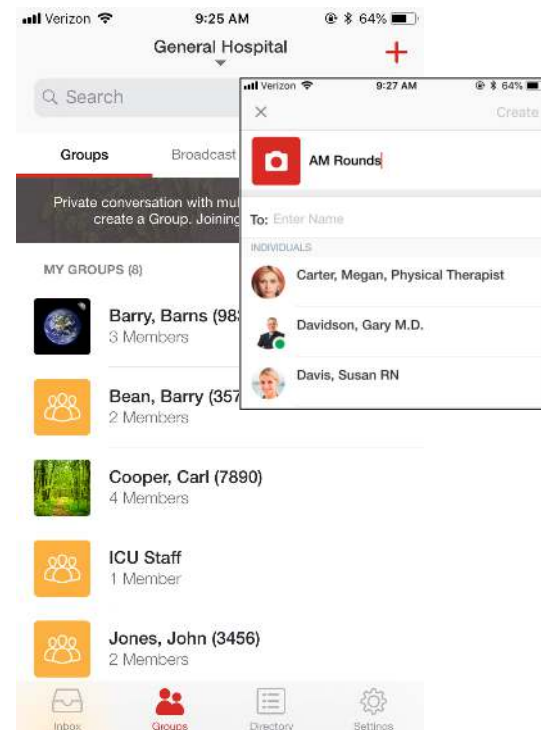 Verizon 9:25 AM 64%
General Hospital
Search
Groups Broadcast
Private conversation with mul
create a Group. Joining
MY GROUPS (8)
Barry, Barns (98
3 Members
Bean, Barry (357
2 Members
Cooper, Carl (7890)
4 Members
ICU Staff
1 Member
Jones, John (3456)
2 Members
Inbox Groups Directory Settings
Verizon 9:27 AM 64%
Create
AM Rounds
To: Enter Name
INDIVIDUALS
Carter, Megan, Physical Therapist
Davidson, Gary M.D.
Davis, Susan RN